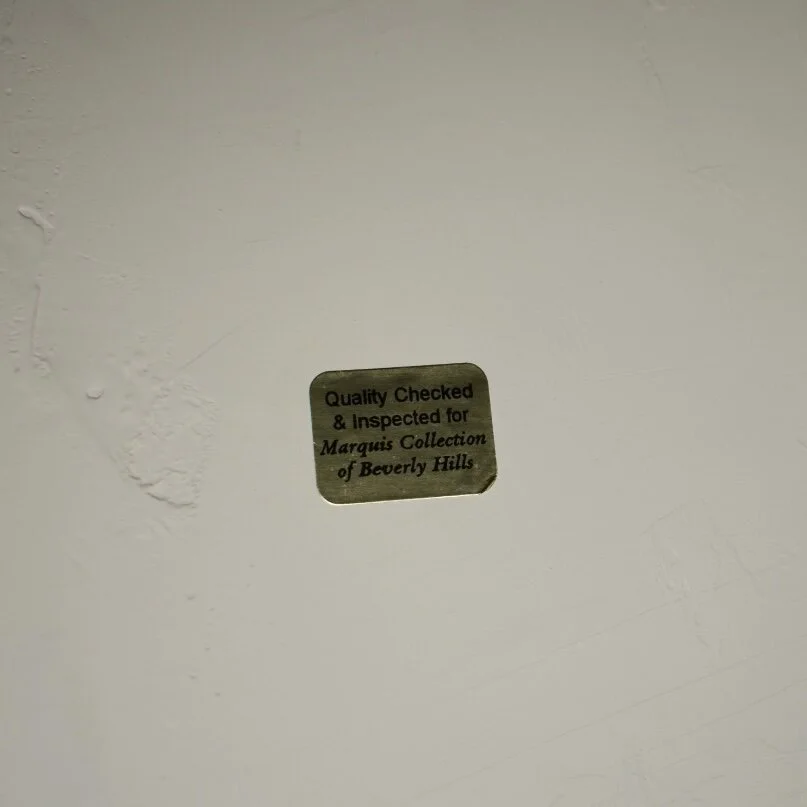 Quality Checked
& Inspected for
Marquis Collection
of Beverly Hills